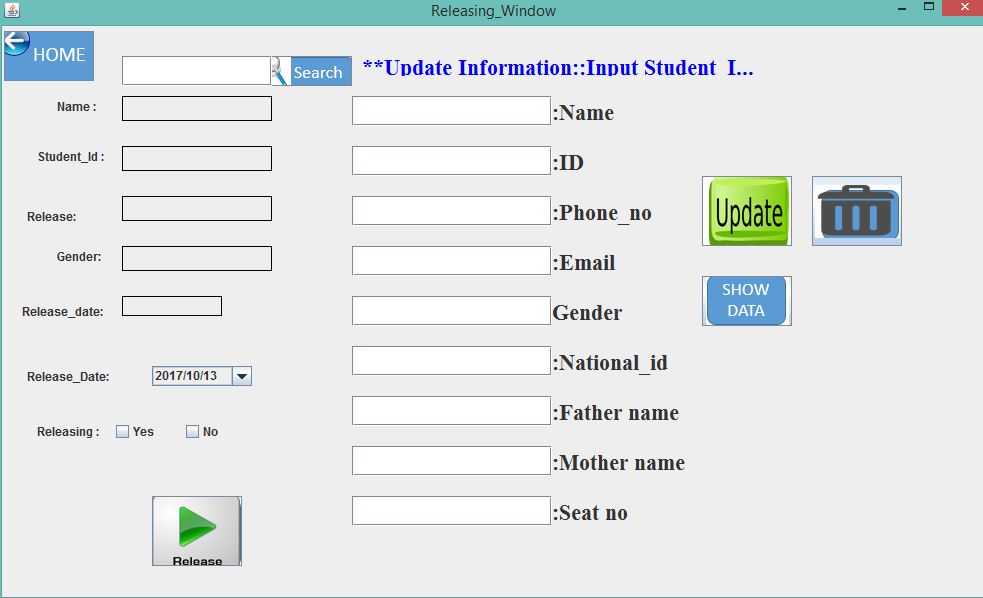 Releasing_Window
HOME
Search
**Update Information::Input Student_I...
Name :
:Name
Student_Id :
:ID
Release:
:Phone_no
Update
Gender:
:Email
Release_date:
Gender
SHOW
DATA
Release_Date:
2017/10/13
:National_id
:Father name
Releasing :
Yes
No
:Mother name
:Seat no
Release